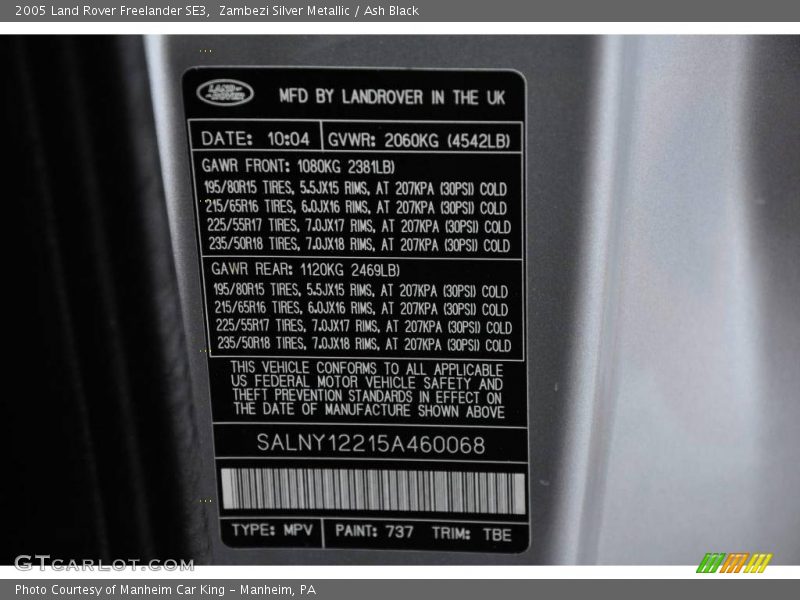 2005 Land Rover Freelander SE3,  Zambezi Silver Metallic / Ash Black
LAND-ROVER MFD BY LANDROVER IN THE UK
DATE: 10:04 GVWR: 2060KG (4542LB)
GAWR FRONT: 1080KG 2381LB)
195/80R15 TIRES, 5.5JX15 RIMS, AT 207KPA (30PSI) COLD
215/65R16 TIRES, 6.0JX16 RIMS, AT 207KPA (30PSI) COLD
225/55R17 TIRES, 7.0JX17 RIMS, AT 207KPA (30PSI) COLD
235/50R18 TIRES, 7.0JX18 RIMS, AT 207KPA (30PSI) COLD
GAWR REAR: 1120KG 2469LB)
195/80R15 TIRES, 5.5JX15 RIMS, AT 207KPA (30PSI) COLD
215/65R16 TIRES, 6.0JX16 RIMS, AT 207KPA (30PSI) COLD
225/55R17 TIRES, 7.0JX17 RIMS, AT 207KPA (30PSI) COLD
235/50R18 TIRES, 7.0JX18 RIMS, AT 207KPA (30PSI) COLD
THIS VEHICLE CONFORMS TO ALL APPLICABLE
US FEDERAL MOTOR VEHICLE SAFETY AND
THEFT PREVENTION STANDARDS IN EFFECT ON
THE DATE OF MANUFACTURE SHOWN ABOVE
SALNY12215A460068
TYPE: MPV PAINT: 737 TRIM: TBE
GTCARLOT.COM
Photo Courtesy of Manheim Car King - Manheim, PA